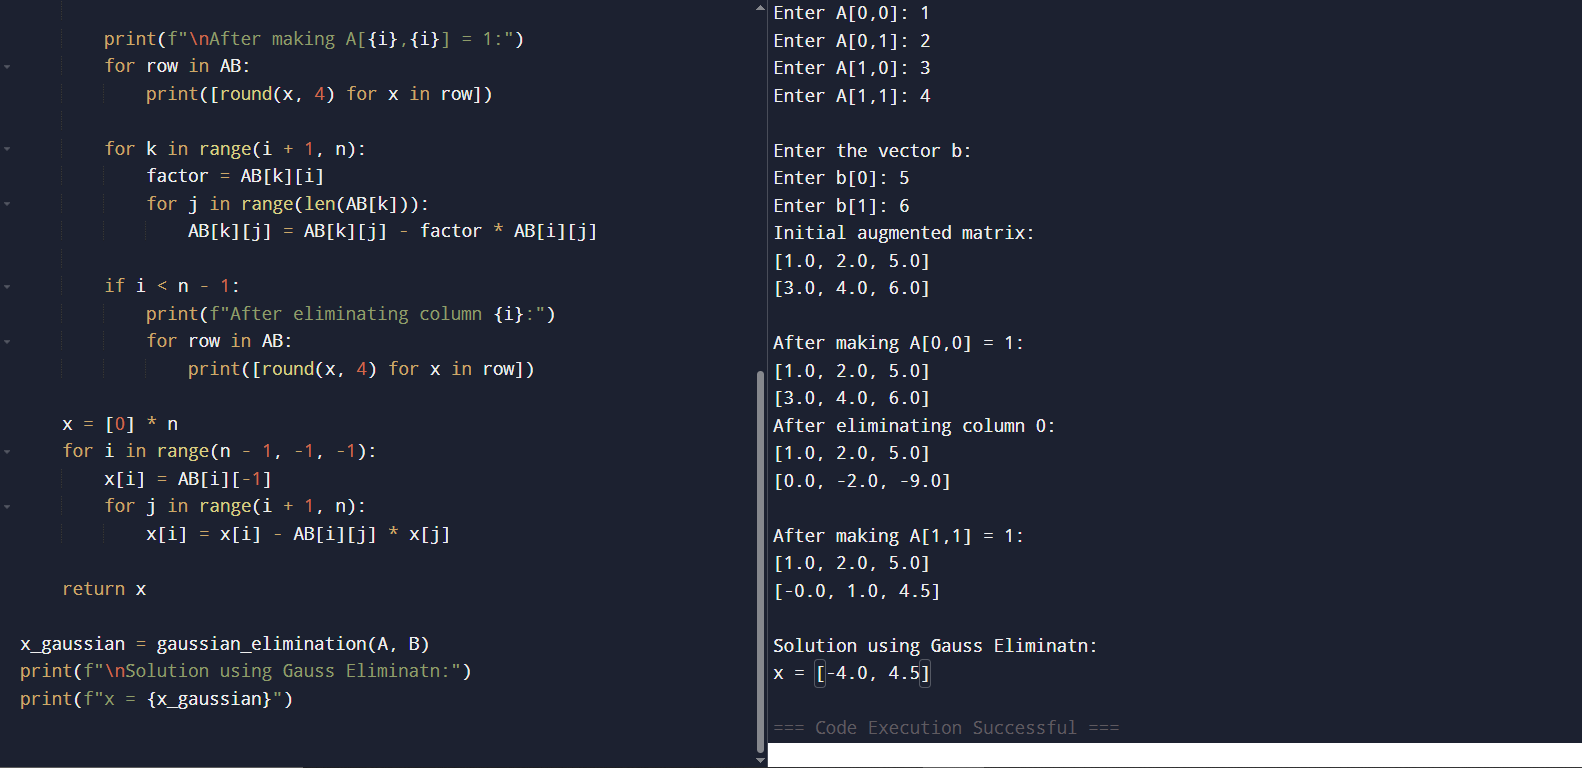 print(f"\nAfter making A[{i},{i}] = 1:")
        for row in AB:
            print([round(x, 4) for x in row])

        for k in range(i + 1, n):
            factor = AB[k][i]
            for j in range(len(AB[k])):
                AB[k][j] = AB[k][j] - factor * AB[i][j]

        if i < n - 1:
            print(f"After eliminating column {i}:")
            for row in AB:
                print([round(x, 4) for x in row])

    x = [0] * n
    for i in range(n - 1, -1, -1):
        x[i] = AB[i][-1]
        for j in range(i + 1, n):
            x[i] = x[i] - AB[i][j] * x[j]

    return x

x_gaussian = gaussian_elimination(A, B)
print(f"\nSolution using Gauss Eliminatn:")
print(f"x = {x_gaussian}")

Enter A[0,0]: 1
Enter A[0,1]: 2
Enter A[1,0]: 3
Enter A[1,1]: 4

Enter the vector b:
Enter b[0]: 5
Enter b[1]: 6
Initial augmented matrix:
[1.0, 2.0, 5.0]
[3.0, 4.0, 6.0]

After making A[0,0] = 1:
[1.0, 2.0, 5.0]
[3.0, 4.0, 6.0]
After eliminating column 0:
[1.0, 2.0, 5.0]
[0.0, -2.0, -9.0]

After making A[1,1] = 1:
[1.0, 2.0, 5.0]
[-0.0, 1.0, 4.5]

Solution using Gauss Eliminatn:
x = [-4.0, 4.5]

=== Code Execution Successful ===